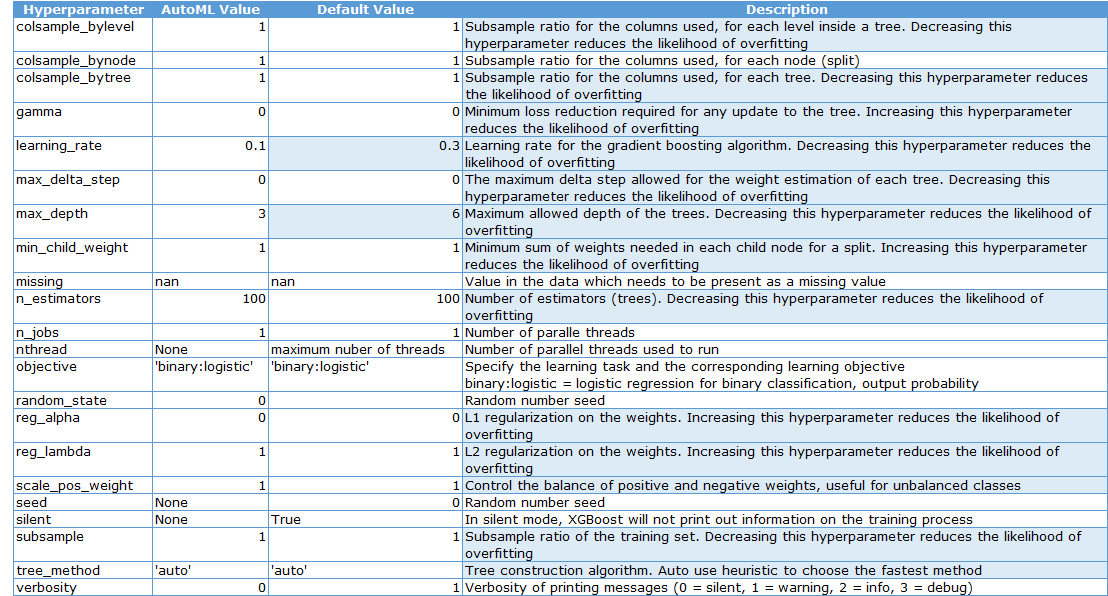 Hyperparameter AutoML Value Default Value Description
colsample_bylevel 1 1 Subsample ratio for the columns used, for each level inside a tree. Decreasing this
hyperparameter reduces the likelihood of overfitting
colsample_bynode 1 1 Subsample ratio for the columns used, for each node (split)
colsample_bytree 1 1 Subsample ratio for the columns used, for each tree. Decreasing this hyperparameter reduces
the likelihood of overfitting
gamma 0 0 Minimum loss reduction required for any update to the tree. Increasing this hyperparameter
reduces the likelihood of overfitting
learning_rate 0.1 0.3 Learning rate for the gradient boosting algorithm. Decreasing this hyperparameter reduces the
likelihood of overfitting
max_delta_step 0 0 The maximum delta step allowed for the weight estimation of each tree. Decreasing this
hyperparameter reduces the likelihood of overfitting
max_depth 3 6 Maximum allowed depth of the trees. Decreasing this hyperparameter reduces the likelihood of
overfitting
min_child_weight 1 1 Minimum sum of weights needed in each child node for a split. Increasing this hyperparameter
reduces the likelihood of overfitting
missing nan nan Value in the data which needs to be present as a missing value
n_estimators 100 100 Number of estimators (trees). Decreasing this hyperparameter reduces the likelihood of
overfitting
n_jobs 1 1 Number of paralle threads
nthread None maximum nuber of threads Number of parallel threads used to run
objective 'binary:logistic' 'binary:logistic' Specify the learning task and the corresponding learning objective
binary:logistic = logistic regression for binary classification, output probability
random_state 0 Random number seed
reg_alpha 0 0 L1 regularization on the weights. Increasing this hyperparameter reduces the likelihood of
overfitting
reg_lambda 1 1 L2 regularization on the weights. Increasing this hyperparameter reduces the likelihood of
overfitting
scale_pos_weight 1 1 Control the balance of positive and negative weights, useful for unbalanced classes
seed None 0 Random number seed
silent None True In silent mode, XGBoost will not print out information on the training process
subsample 1 1 Subsample ratio of the training set. Decreasing this hyperparameter reduces the likelihood of
overfitting
tree_method 'auto' 'auto' Tree construction algorithm. Auto use heuristic to choose the fastest method
verbosity 0 1 Verbosity of printing messages (0 = silent, 1 = warning, 2 = info, 3 = debug)